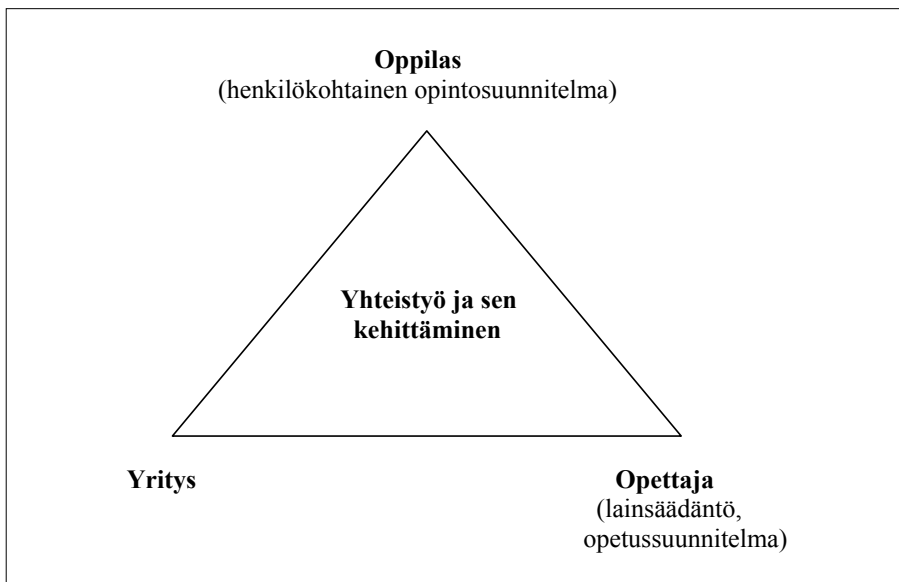 Oppilas
(henkilökohtainen opintosuunnitelma)
Yhteistyö ja sen
kehittäminen
Yritys
Opettaja
(lainsäädäntö,
opetussuunnitelma)